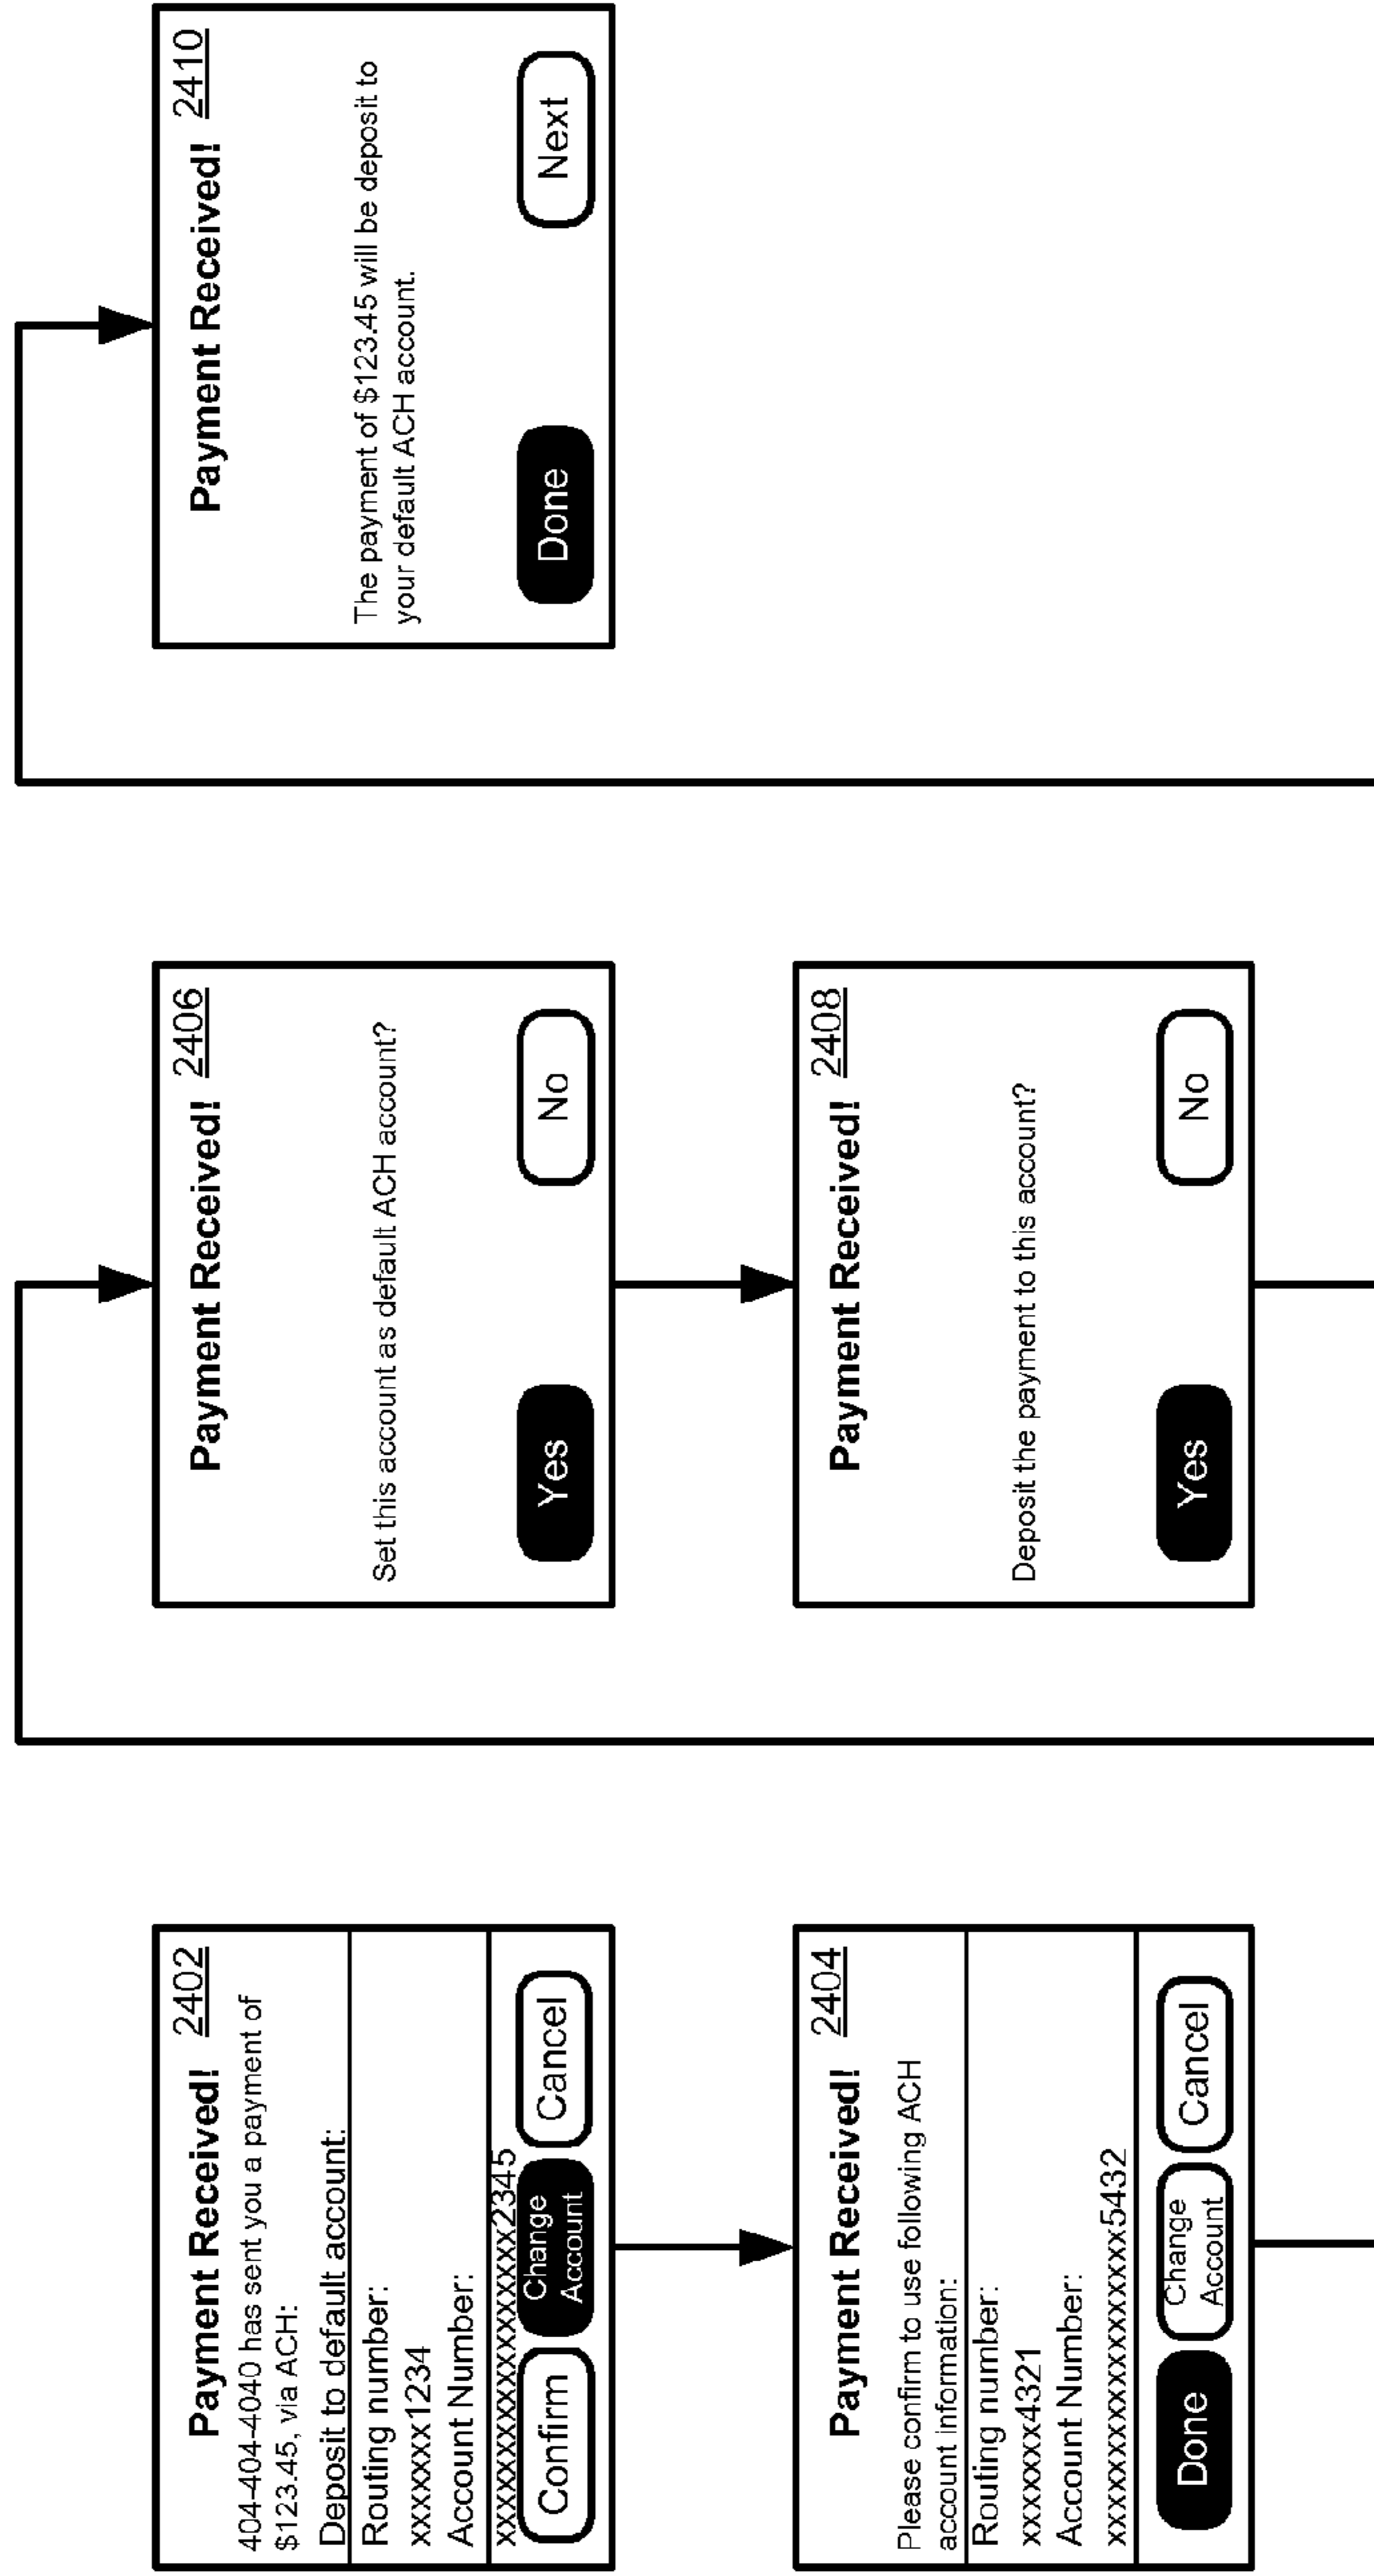 Payment Received! 2402
404-404-4040 has sent you a payment of
$123.45, via ACH:
Deposit to default account:
Routing number:
xxxxxxx1234
Account Number:
xxxxxxxxxxxxxxxxxxxx2345
Confirm
Change
Account
Cancel
Payment Received! 2404
Please confirm to use following ACH
account information:
Routing number:
xxxxxxx4321
Account Number:
xxxxxxxxxxxxxxxxxxxx5432
Done
Change
Account
Cancel
Payment Received! 2406
Set this account as default ACH account?
Yes
No
Payment Received! 2408
Deposit the payment to this account?
Yes
No
Payment Received! 2410
The payment of $123.45 will be deposit to
your default ACH account.
Done
Next